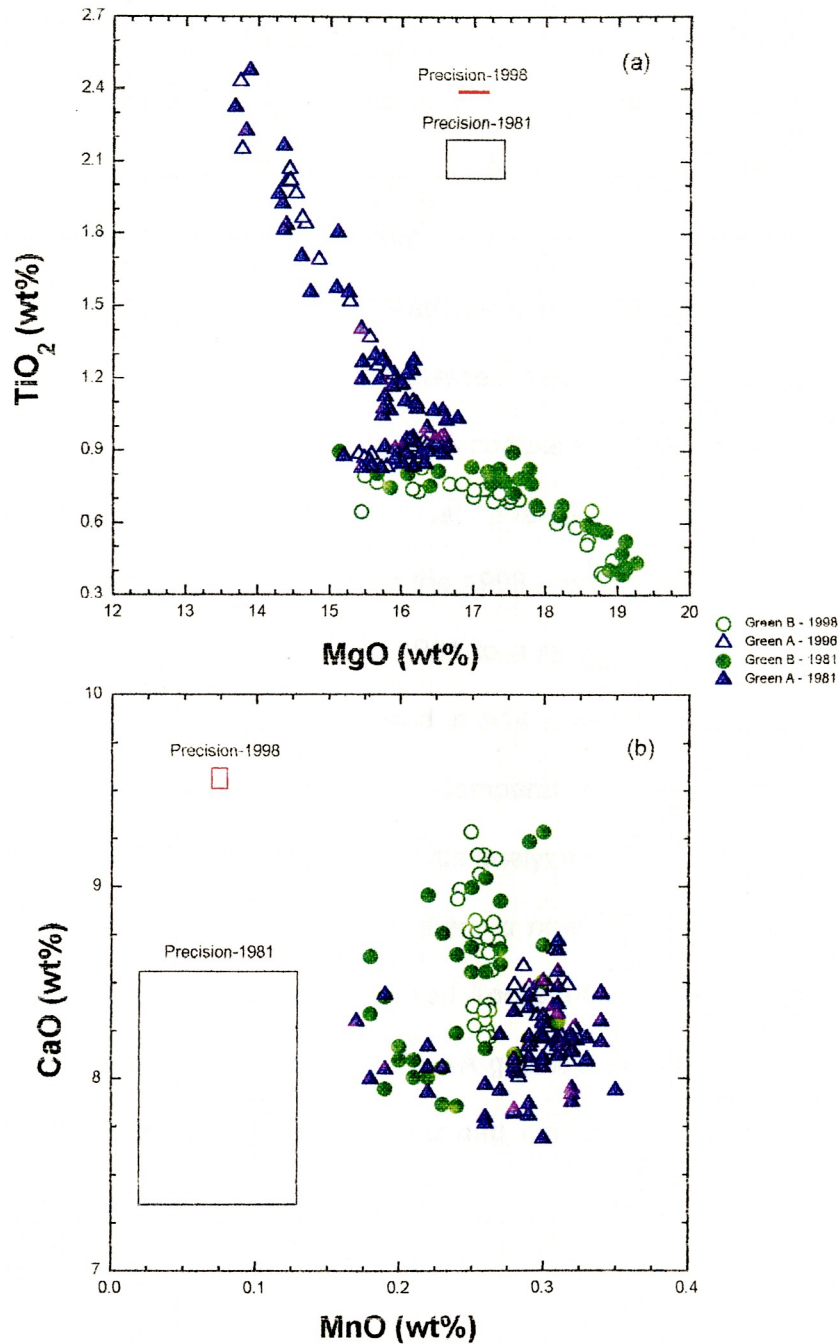 2.7
2.4
2.1
1.8
1.5
1.2
0.9
0.6
0.3
TiO2 (wt%)
(a)
Precision-1998
Precision-1981
12 13 14 15 16 17 18 19 20
MgO (wt%)
Green B - 1998
Green A - 1996
Green B - 1981
Green A - 1981
10
9
8
7
CaO (wt%)
(b)
Precision-1998
Precision-1981
0.0 0.1 0.2 0.3 0.4
MnO (wt%)